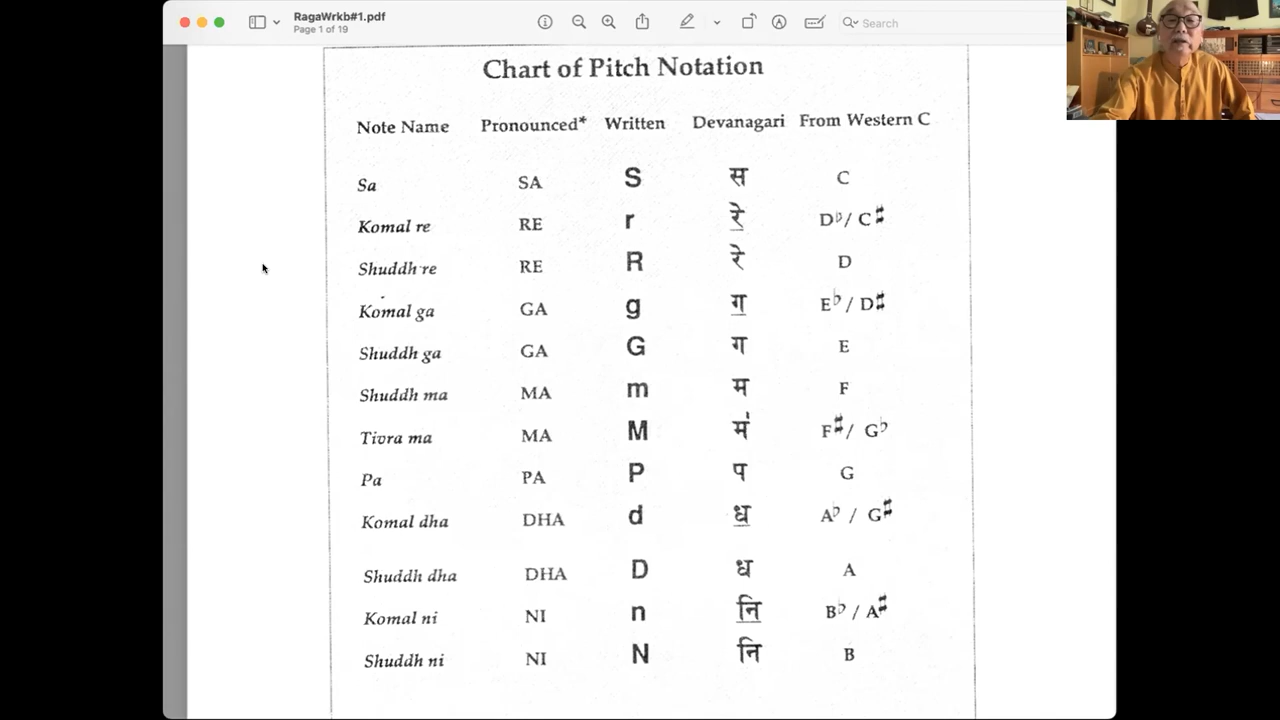 RagaWrkb#1.pdf
Page 1 of 19
Search
Chart of Pitch Notation
Note Name Pronounced* Written Devanagari From Western C
Sa SA S स C
Komal re RE r रे॒ D♭/ C♯
Shuddh re RE R रे D
Komal ga GA g ग॒ E♭/ D♯
Shuddh ga GA G ग E
Shuddh ma MA m म F
Tivra ma MA M म॑ F♯/ G♭
Pa PA P प G
Komal dha DHA d ध॒ A♭ / G♯
Shuddh dha DHA D ध A
Komal ni NI n नि॒ B♭ / A♯
Shuddh ni NI N नि B